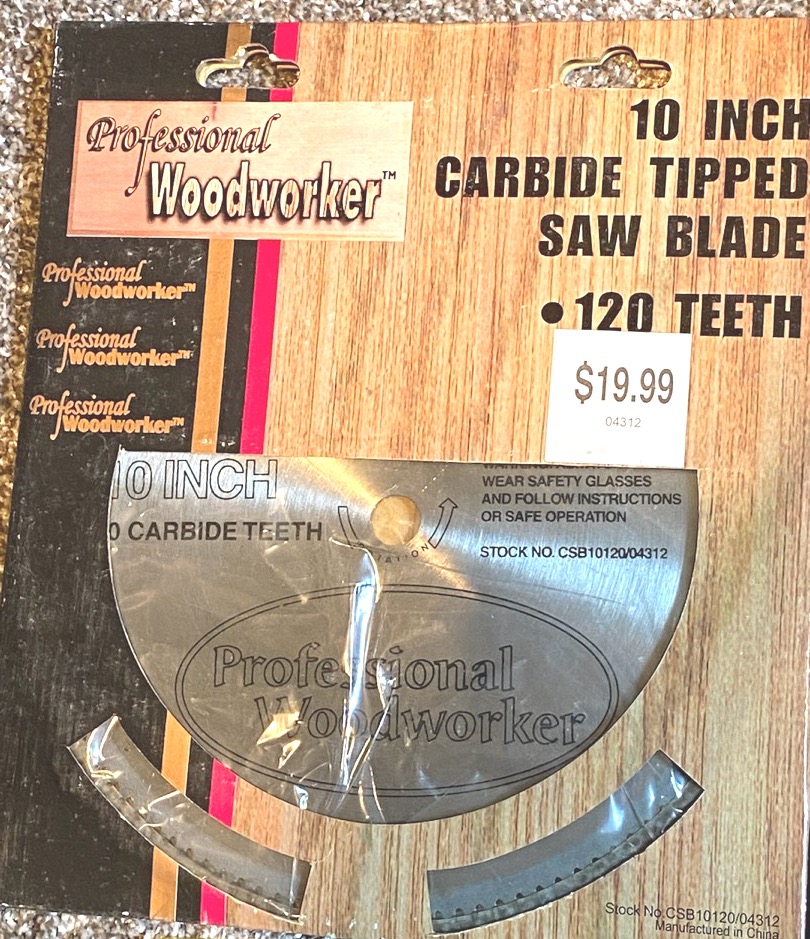 Professional
Woodworker™
10 INCH
CARBIDE TIPPED
SAW BLADE
• 120 TEETH
Professional
Woodworker™
Professional
Woodworker™
Professional
Woodworker™
$19.99
04312
10 INCH
0 CARBIDE TEETH
WEAR SAFETY GLASSES
AND FOLLOW INSTRUCTIONS
OR SAFE OPERATION
STOCK NO. CSB10120/04312
Professional
Woodworker
Stock No.CSB10120/04312
Manufactured in China